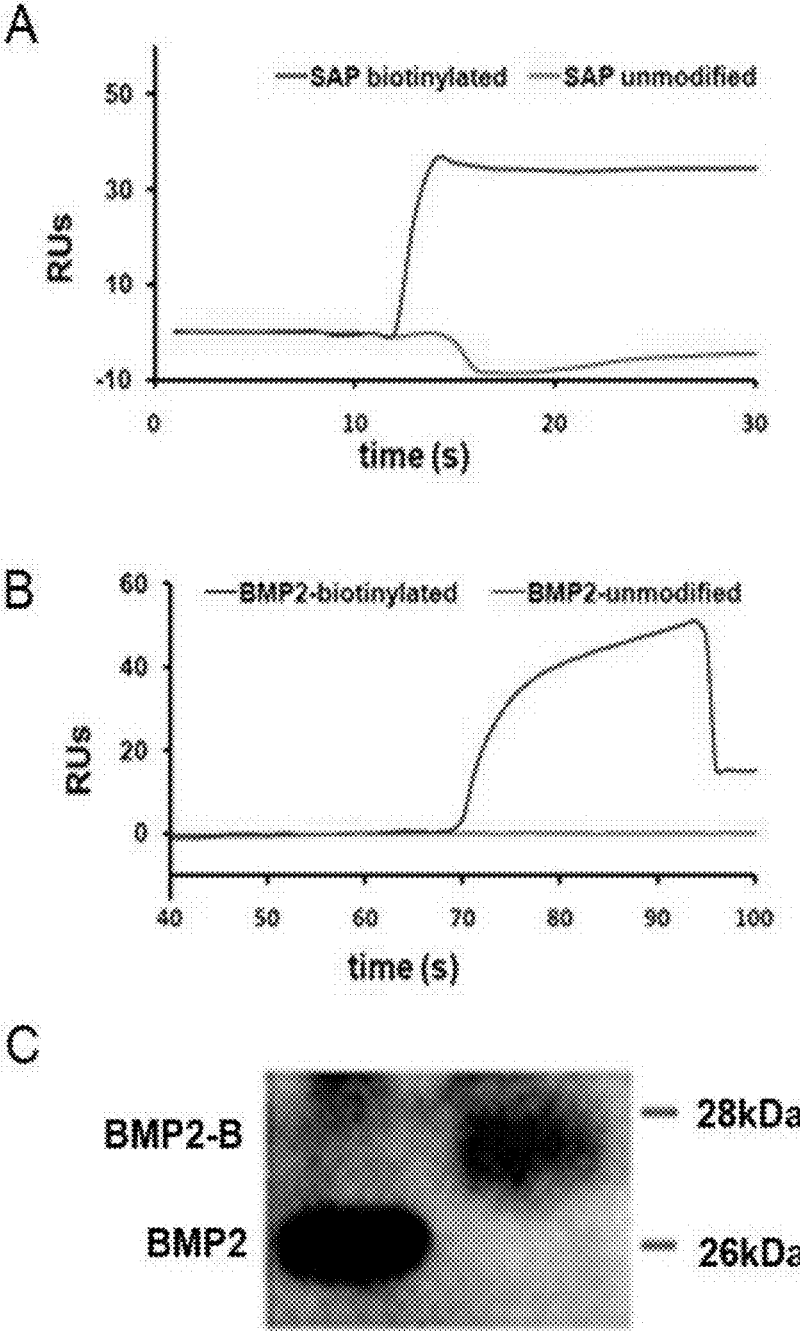 A
SAP biotinylated SAP unmodified
50
30
10
-10
RUs
0 10 20 30
time (s)
B
BMP2-biotinylated BMP2-unmodified
60
40
20
0
RUs
40 50 60 70 80 90 100
time (s)
C
BMP2-B
28kDa
BMP2
26kDa